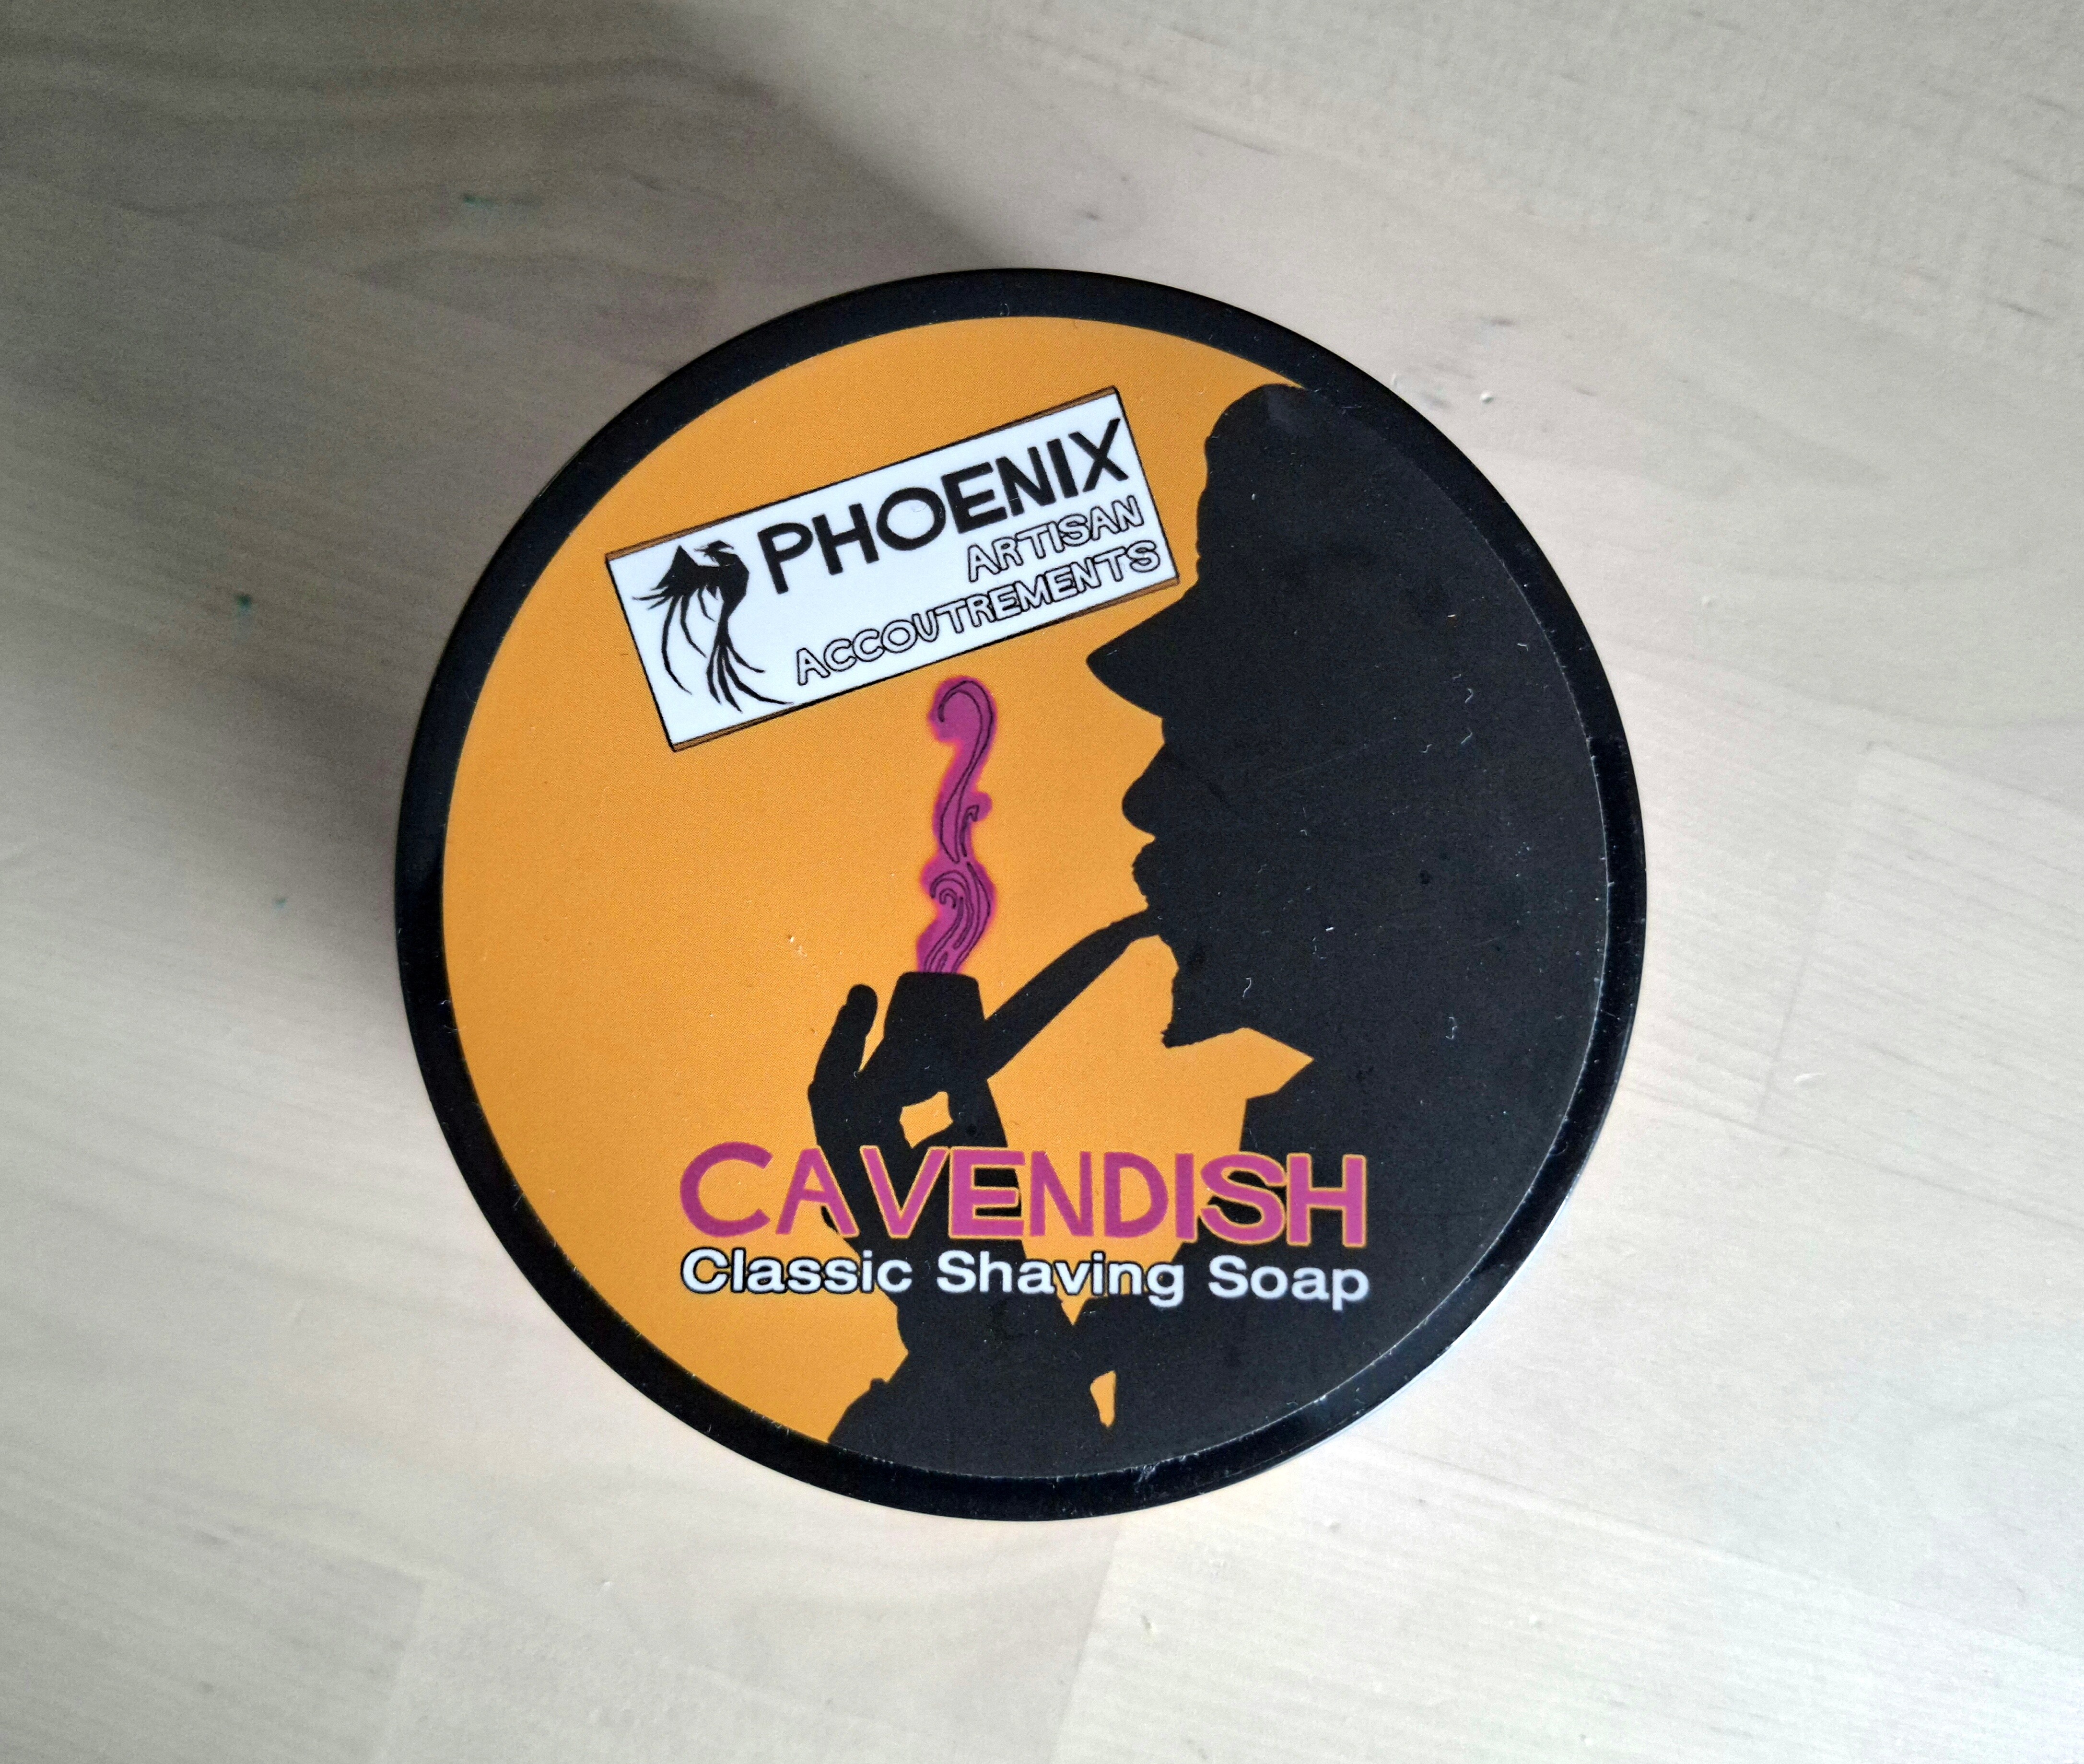 PHOENIX
ARTISAN
ACCOUTREMENTS
CAVENDISH
Classic Shaving Soap